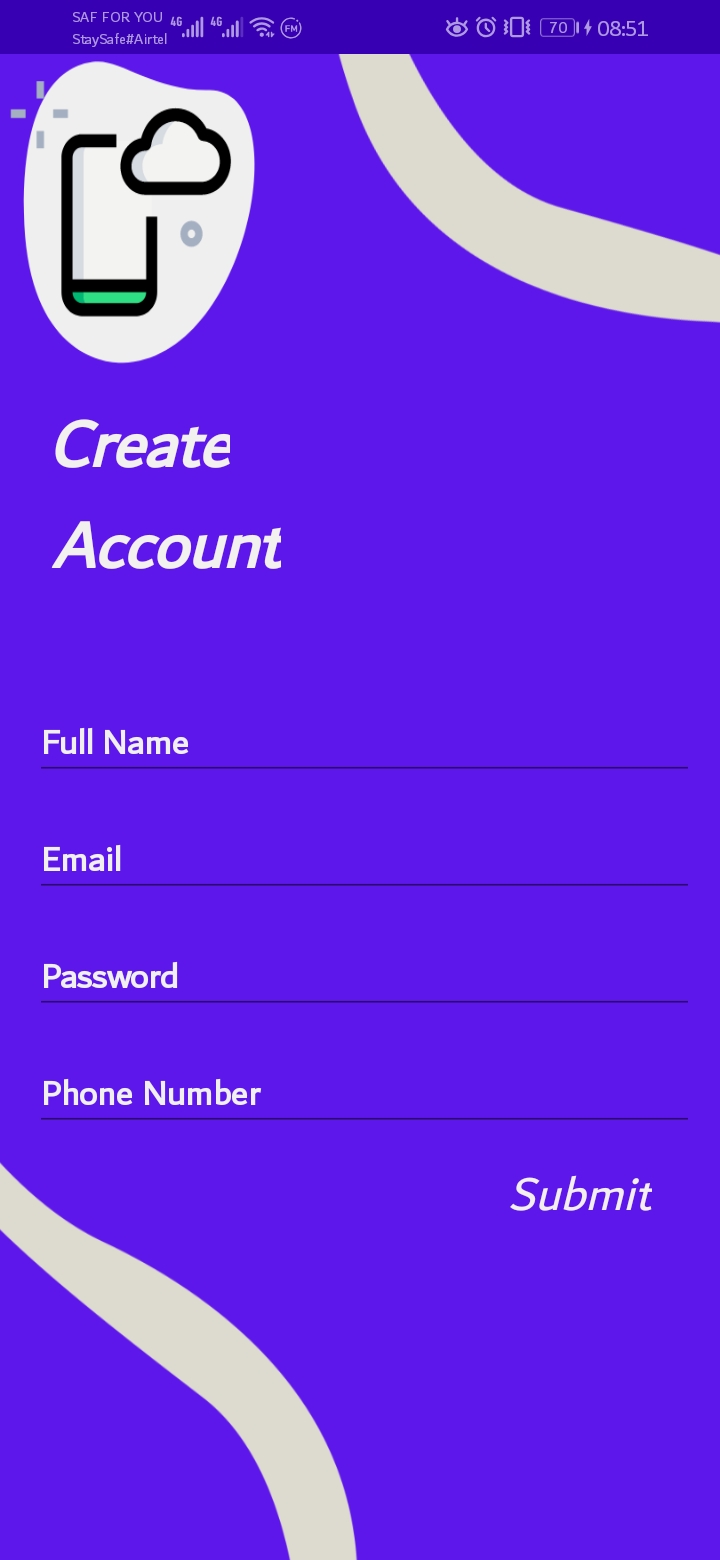 SAF FOR YOU
StaySafe#Airtel
4G 4G FM 70 08:51
Create
Account
Full Name
Email
Password
Phone Number
Submit